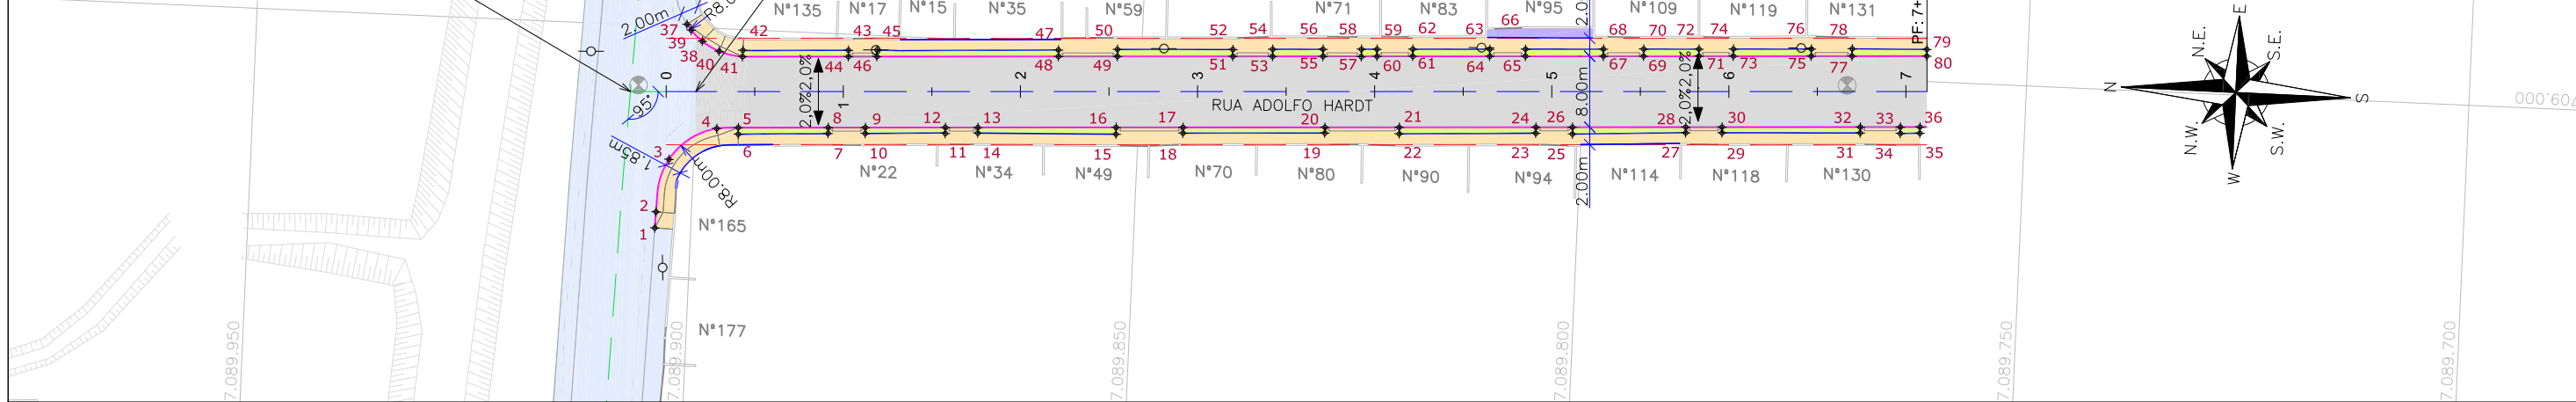 N°135 N°17 N°15 N°35 N°59 N°71 N°83 N°95 N°109 N°119 N°131
2.00m
R8.0
2.0
PF: 7+
37 42 43 45 47 50 52 54 56 58 59 62 63 66 68 70 72 74 76 78 79
39 38 40 41 44 46 48 49 51 53 55 57 60 61 64 65 67 69 71 73 75 77 80
0 1 2 3 4 5 6 7
95°
2,0% 2,0%
8.00m
2,0% 2,0%
RUA ADOLFO HARDT
4 5 8 9 12 13 16 17 20 21 24 26 28 30 32 33 36
3 6 7 10 11 14 15 18 19 22 23 25 27 29 31 34 35
1.85m
R8.00m
2.00m
2
1
N°22 N°34 N°49 N°70 N°80 N°90 N°94 N°114 N°118 N°130
N°165
N°177
7.089.950 7.089.900 7.089.850 7.089.800 7.089.750 7.089.700
E
N.E. S.E.
N S
N.W. S.W.
W
709.000